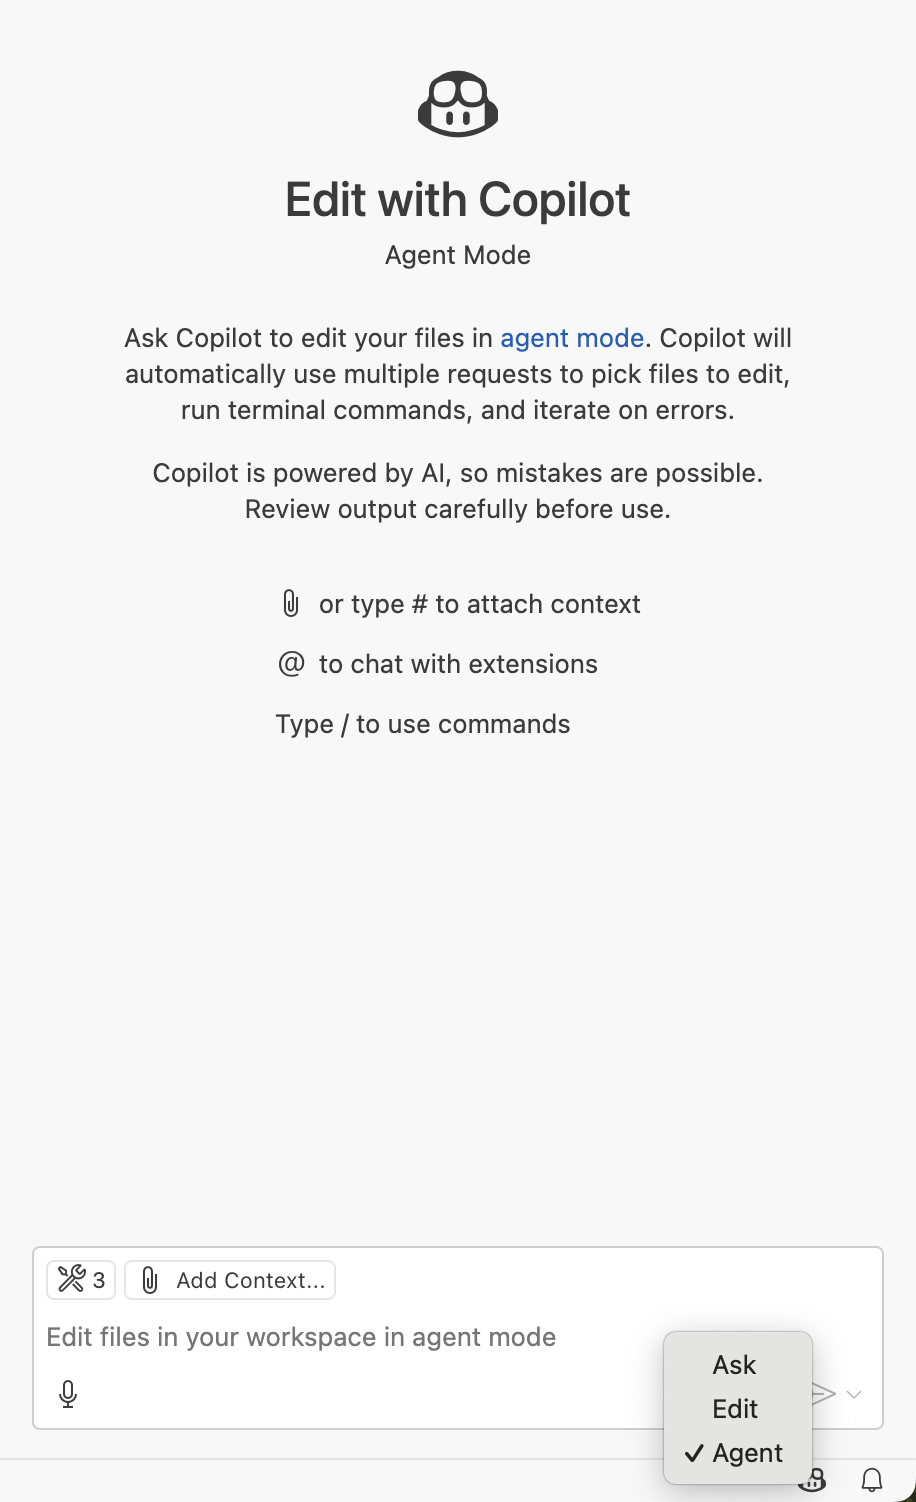 Edit with Copilot
Agent Mode
Ask Copilot to edit your files in agent mode. Copilot will
automatically use multiple requests to pick files to edit,
run terminal commands, and iterate on errors.
Copilot is powered by AI, so mistakes are possible.
Review output carefully before use.
or type # to attach context
@ to chat with extensions
Type / to use commands
3 Add Context...
Edit files in your workspace in agent mode
Ask
Edit
✓ Agent